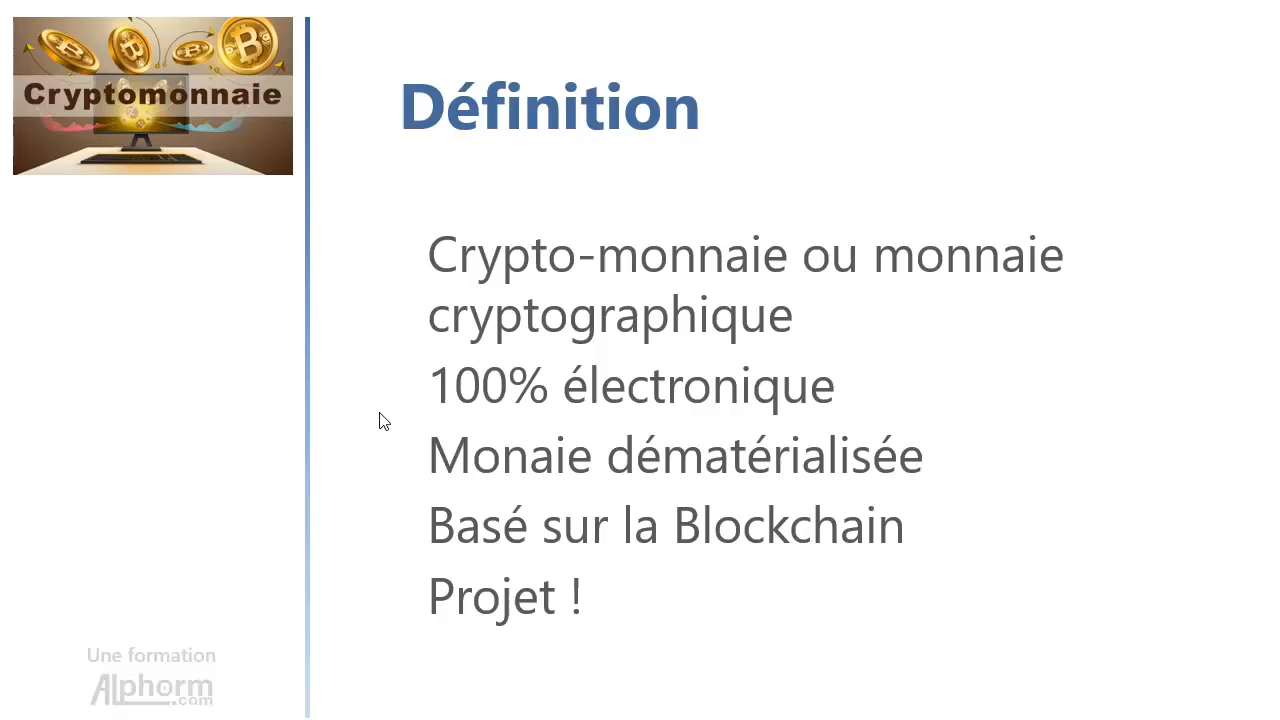 Cryptomonnaie
Définition
Crypto-monnaie ou monnaie
cryptographique
100% électronique
Monaie dématérialisée
Basé sur la Blockchain
Projet !
Une formation
Alphorm
.com